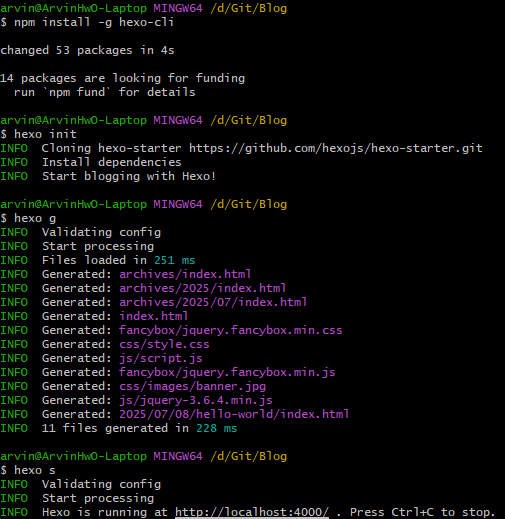 arvin@ArvinHwO-Laptop MINGW64 /d/Git/Blog
$ npm install -g hexo-cli
changed 53 packages in 4s
14 packages are looking for funding
  run `npm fund` for details
arvin@ArvinHwO-Laptop MINGW64 /d/Git/Blog
$ hexo init
INFO  Cloning hexo-starter https://github.com/hexojs/hexo-starter.git
INFO  Install dependencies
INFO  Start blogging with Hexo!
arvin@ArvinHwO-Laptop MINGW64 /d/Git/Blog
$ hexo g
INFO  Validating config
INFO  Start processing
INFO  Files loaded in 251 ms
INFO  Generated: archives/index.html
INFO  Generated: archives/2025/index.html
INFO  Generated: archives/2025/07/index.html
INFO  Generated: index.html
INFO  Generated: fancybox/jquery.fancybox.min.css
INFO  Generated: css/style.css
INFO  Generated: js/script.js
INFO  Generated: fancybox/jquery.fancybox.min.js
INFO  Generated: css/images/banner.jpg
INFO  Generated: js/jquery-3.6.4.min.js
INFO  Generated: 2025/07/08/hello-world/index.html
INFO  11 files generated in 228 ms
arvin@ArvinHwO-Laptop MINGW64 /d/Git/Blog
$ hexo s
INFO  Validating config
INFO  Start processing
INFO  Hexo is running at http://localhost:4000/ . Press Ctrl+C to stop.